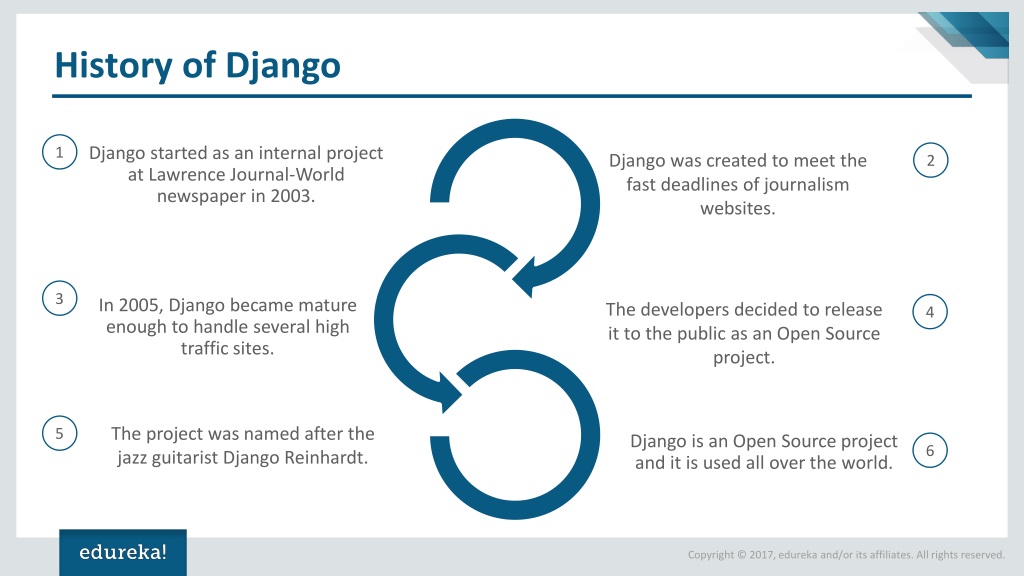 History of Django
1
Django started as an internal project
at Lawrence Journal-World
newspaper in 2003.
2
Django was created to meet the
fast deadlines of journalism
websites.
3
In 2005, Django became mature
enough to handle several high
traffic sites.
4
The developers decided to release
it to the public as an Open Source
project.
5
The project was named after the
jazz guitarist Django Reinhardt.
6
Django is an Open Source project
and it is used all over the world.
edureka!
Copyright © 2017, edureka and/or its affiliates. All rights reserved.